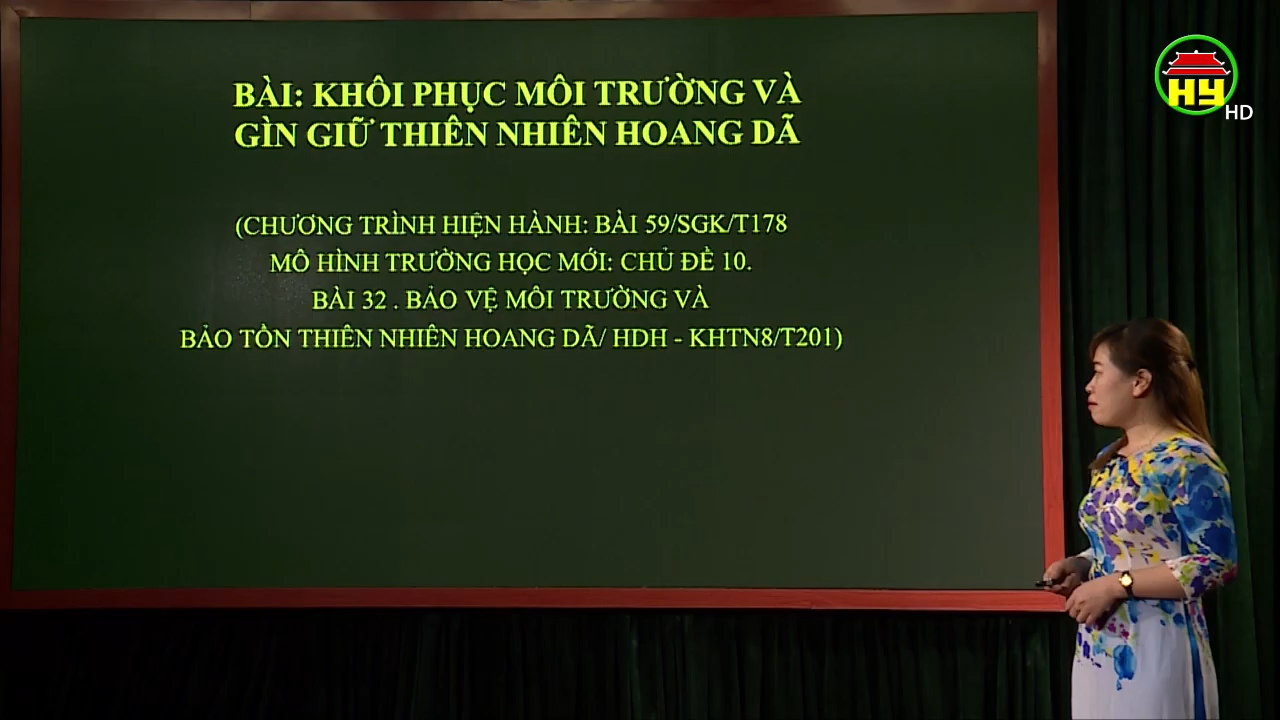 BÀI: KHÔI PHỤC MÔI TRƯỜNG VÀ
GÌN GIỮ THIÊN NHIÊN HOANG DÃ
(CHƯƠNG TRÌNH HIỆN HÀNH: BÀI 59/SGK/T178
MÔ HÌNH TRƯỜNG HỌC MỚI: CHỦ ĐỀ 10.
BÀI 32 . BẢO VỆ MÔI TRƯỜNG VÀ
BẢO TỒN THIÊN NHIÊN HOANG DÃ/ HDH - KHTN8/T201)
HY
HD